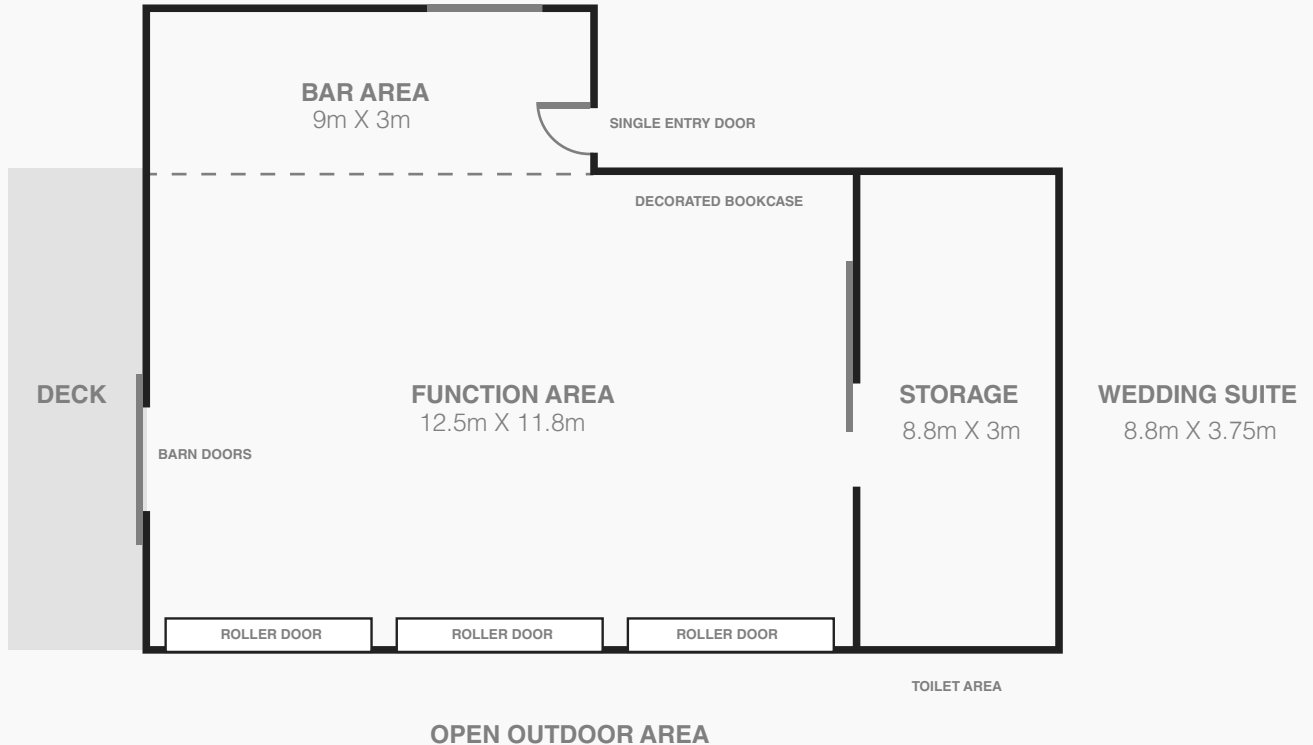 BAR AREA
9m X 3m
SINGLE ENTRY DOOR
DECORATED BOOKCASE
DECK
FUNCTION AREA
12.5m X 11.8m
STORAGE
8.8m X 3m
WEDDING SUITE
8.8m X 3.75m
BARN DOORS
ROLLER DOOR
ROLLER DOOR
ROLLER DOOR
TOILET AREA
OPEN OUTDOOR AREA